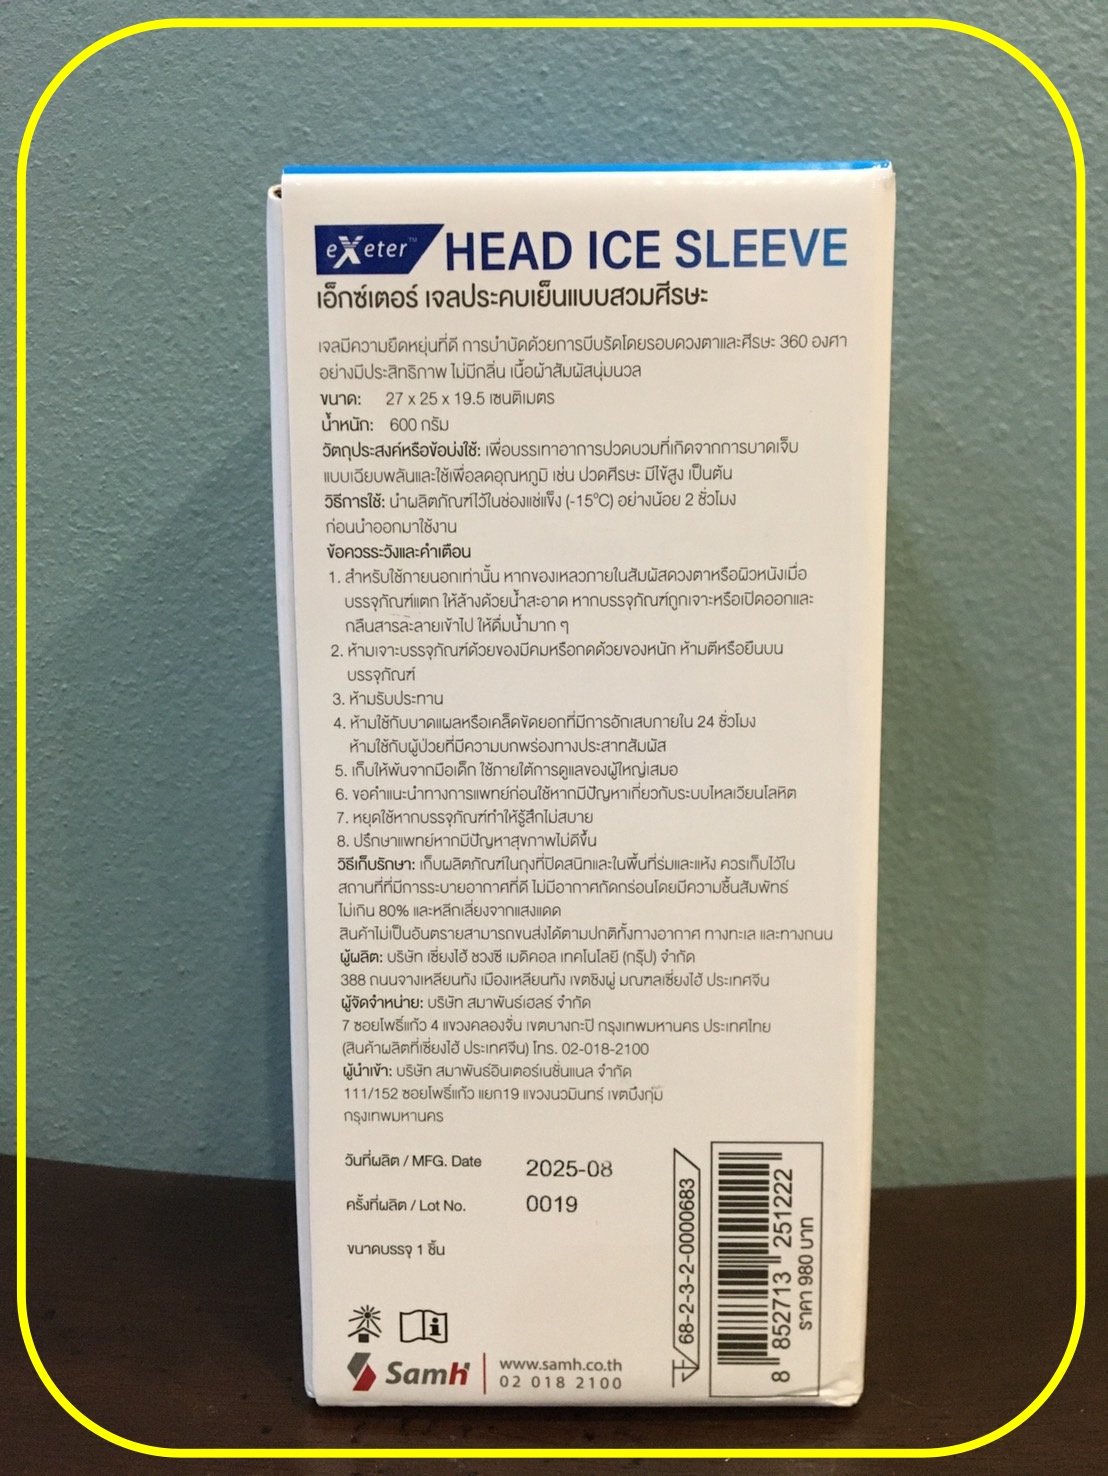 eXeter™ HEAD ICE SLEEVE
เอ็กซ์เตอร์ เจลประคบเย็นแบบสวมศีรษะ
เจลมีความยืดหยุ่นที่ดี การบำบัดด้วยการบีบรัดโดยรอบดวงตาและศีรษะ 360 องศา
อย่างมีประสิทธิภาพ ไม่มีกลิ่น เนื้อผ้าสัมผัสนุ่มนวล
ขนาด: 27 x 25 x 19.5 เซนติเมตร
น้ำหนัก: 600 กรัม
วัตถุประสงค์หรือข้อบ่งใช้: เพื่อบรรเทาอาการปวดบวมที่เกิดจากการบาดเจ็บ
แบบเฉียบพลันและใช้เพื่อลดอุณหภูมิ เช่น ปวดศีรษะ มีไข้สูง เป็นต้น
วิธีการใช้: นำผลิตภัณฑ์ไว้ในช่องแช่แข็ง (-15°C) อย่างน้อย 2 ชั่วโมง
ก่อนนำออกมาใช้งาน
ข้อควรระวังและคำเตือน
1. สำหรับใช้ภายนอกเท่านั้น หากของเหลวภายในสัมผัสดวงตาหรือผิวหนังเมื่อ
บรรจุภัณฑ์แตก ให้ล้างด้วยน้ำสะอาด หากบรรจุภัณฑ์ถูกเจาะหรือเปิดออกและ
กลืนสารละลายเข้าไป ให้ดื่มน้ำมาก ๆ
2. ห้ามเจาะบรรจุภัณฑ์ด้วยของมีคมหรือกดด้วยของหนัก ห้ามตีหรือยืนบน
บรรจุภัณฑ์
3. ห้ามรับประทาน
4. ห้ามใช้กับบาดแผลหรือเคล็ดขัดยอกที่มีการอักเสบภายใน 24 ชั่วโมง
ห้ามใช้กับผู้ป่วยที่มีความบกพร่องทางประสาทสัมผัส
5. เก็บให้พ้นจากมือเด็ก ใช้ภายใต้การดูแลของผู้ใหญ่เสมอ
6. ขอคำแนะนำทางการแพทย์ก่อนใช้หากมีปัญหาเกี่ยวกับระบบไหลเวียนโลหิต
7. หยุดใช้หากบรรจุภัณฑ์ทำให้รู้สึกไม่สบาย
8. ปรึกษาแพทย์หากมีปัญหาสุขภาพไม่ดีขึ้น
วิธีเก็บรักษา: เก็บผลิตภัณฑ์ในถุงที่ปิดสนิทและในพื้นที่ร่มและแห้ง ควรเก็บไว้ใน
สถานที่ที่มีการระบายอากาศที่ดี ไม่มีอากาศกัดกร่อนโดยมีความชื้นสัมพัทธ์
ไม่เกิน 80% และหลีกเลี่ยงจากแสงแดด
สินค้าไม่เป็นอันตรายสามารถขนส่งได้ตามปกติทั้งทางอากาศ ทางทะเล และทางถนน
ผู้ผลิต: บริษัท เซี่ยงไฮ้ ชวงซี เมดิคอล เทคโนโลยี (กรุ๊ป) จำกัด
388 ถนนจางเหลียนทัง เมืองเหลียนทัง เขตชิงผู่ มณฑลเซี่ยงไฮ้ ประเทศจีน
ผู้จัดจำหน่าย: บริษัท สมาพันธ์เฮลธ์ จำกัด
7 ซอยโพธิ์แก้ว 4 แขวงคลองจั่น เขตบางกะปิ กรุงเทพมหานคร ประเทศไทย
(สินค้าผลิตที่เซี่ยงไฮ้ ประเทศจีน) โทร. 02-018-2100
ผู้นำเข้า: บริษัท สมาพันธ์อินเตอร์เนชั่นแนล จำกัด
111/152 ซอยโพธิ์แก้ว แยก19 แขวงนวมินทร์ เขตบึงกุ่ม
กรุงเทพมหานคร
วันที่ผลิต / MFG. Date 2025-08
ครั้งที่ผลิต / Lot No. 0019
ขนาดบรรจุ 1 ชิ้น
SamH www.samh.co.th
02 018 2100
68-2-3-2-0000683
8 852713 251222
ราคา 980 บาท